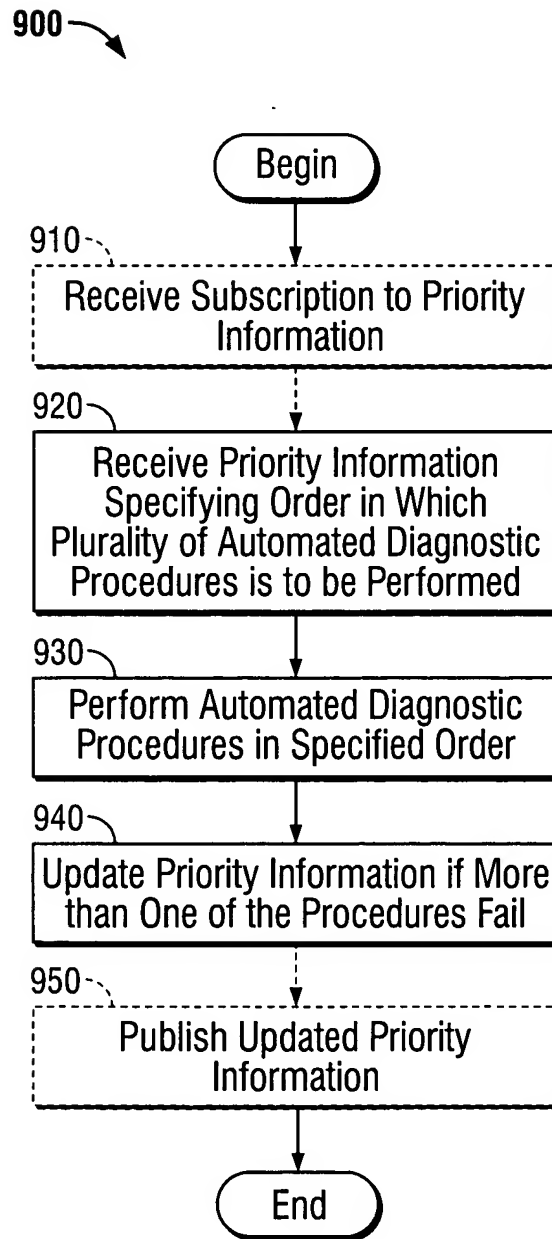 900
Begin
910
Receive Subscription to Priority
Information
920
Receive Priority Information
Specifying Order in Which
Plurality of Automated Diagnostic
Procedures is to be Performed
930
Perform Automated Diagnostic
Procedures in Specified Order
940
Update Priority Information if More
than One of the Procedures Fail
950
Publish Updated Priority
Information
End